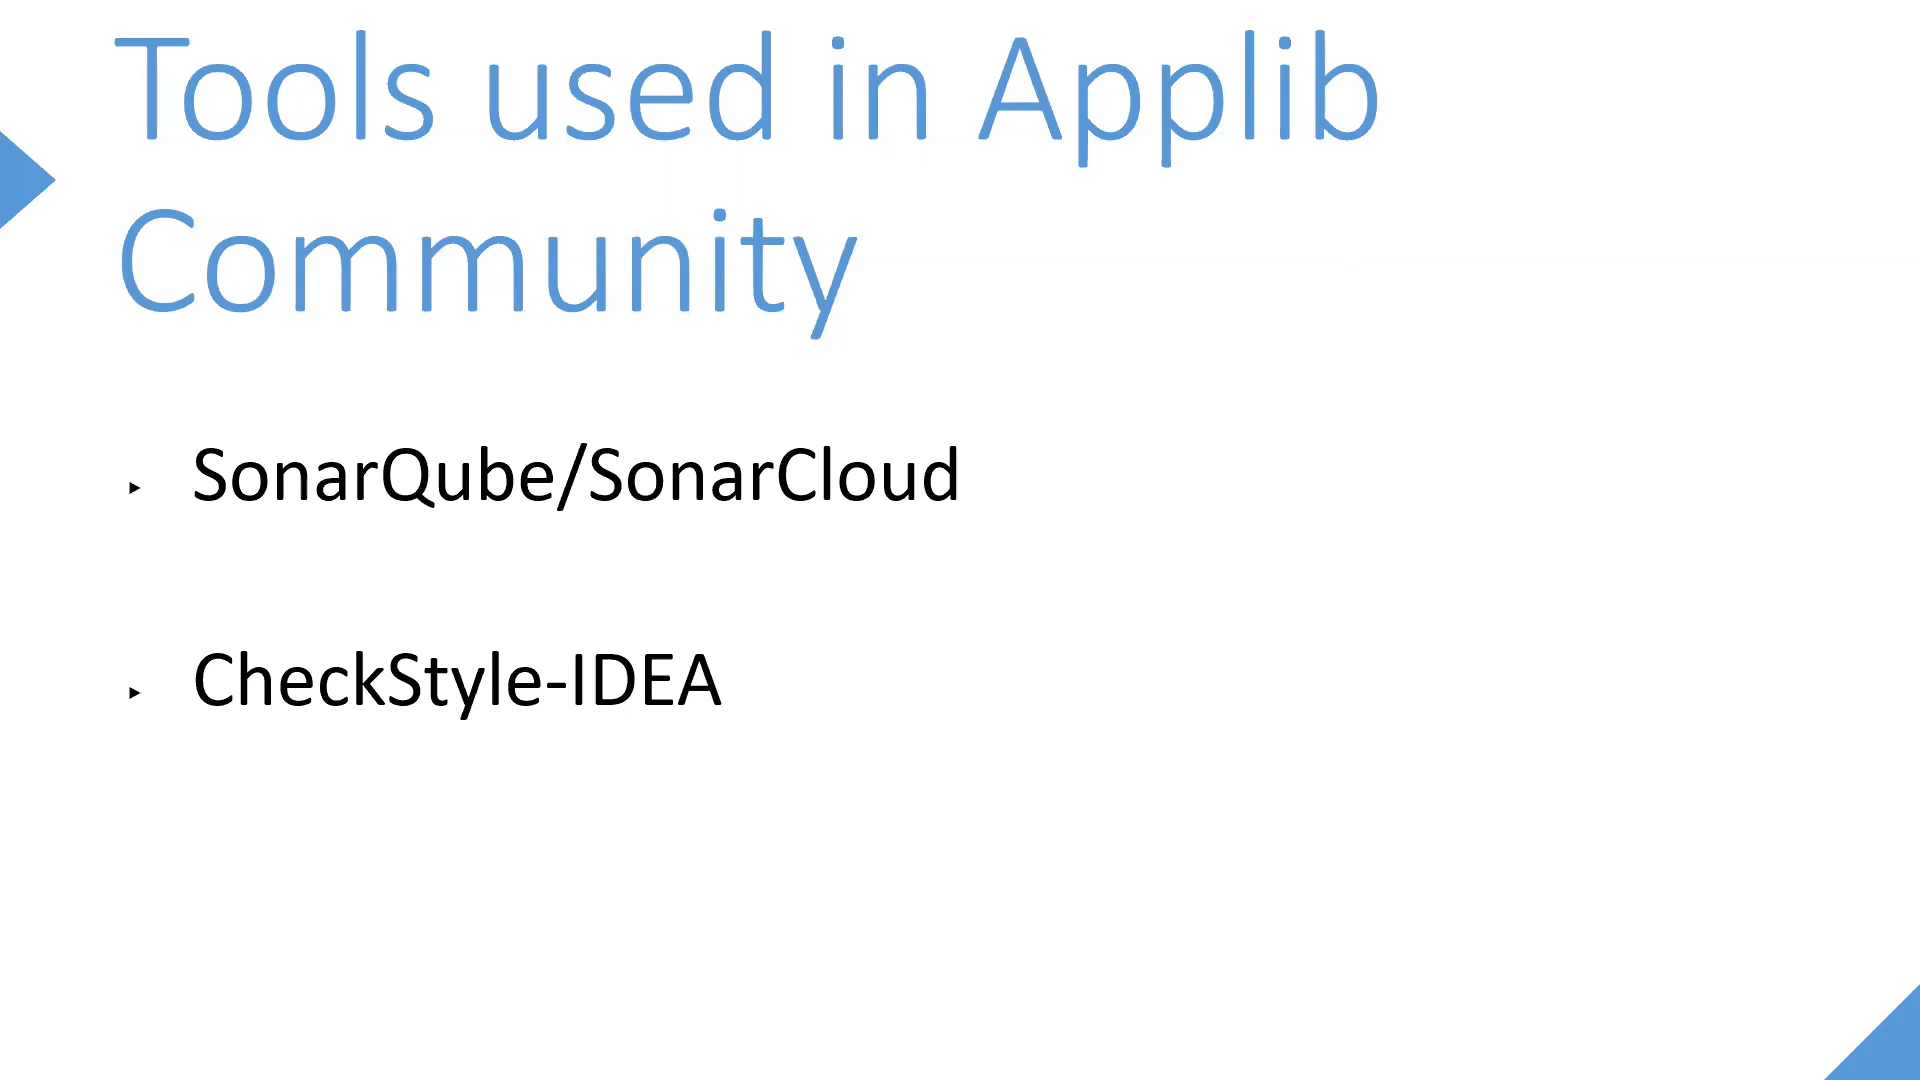 Tools used in Applib
Community
SonarQube/SonarCloud
CheckStyle-IDEA